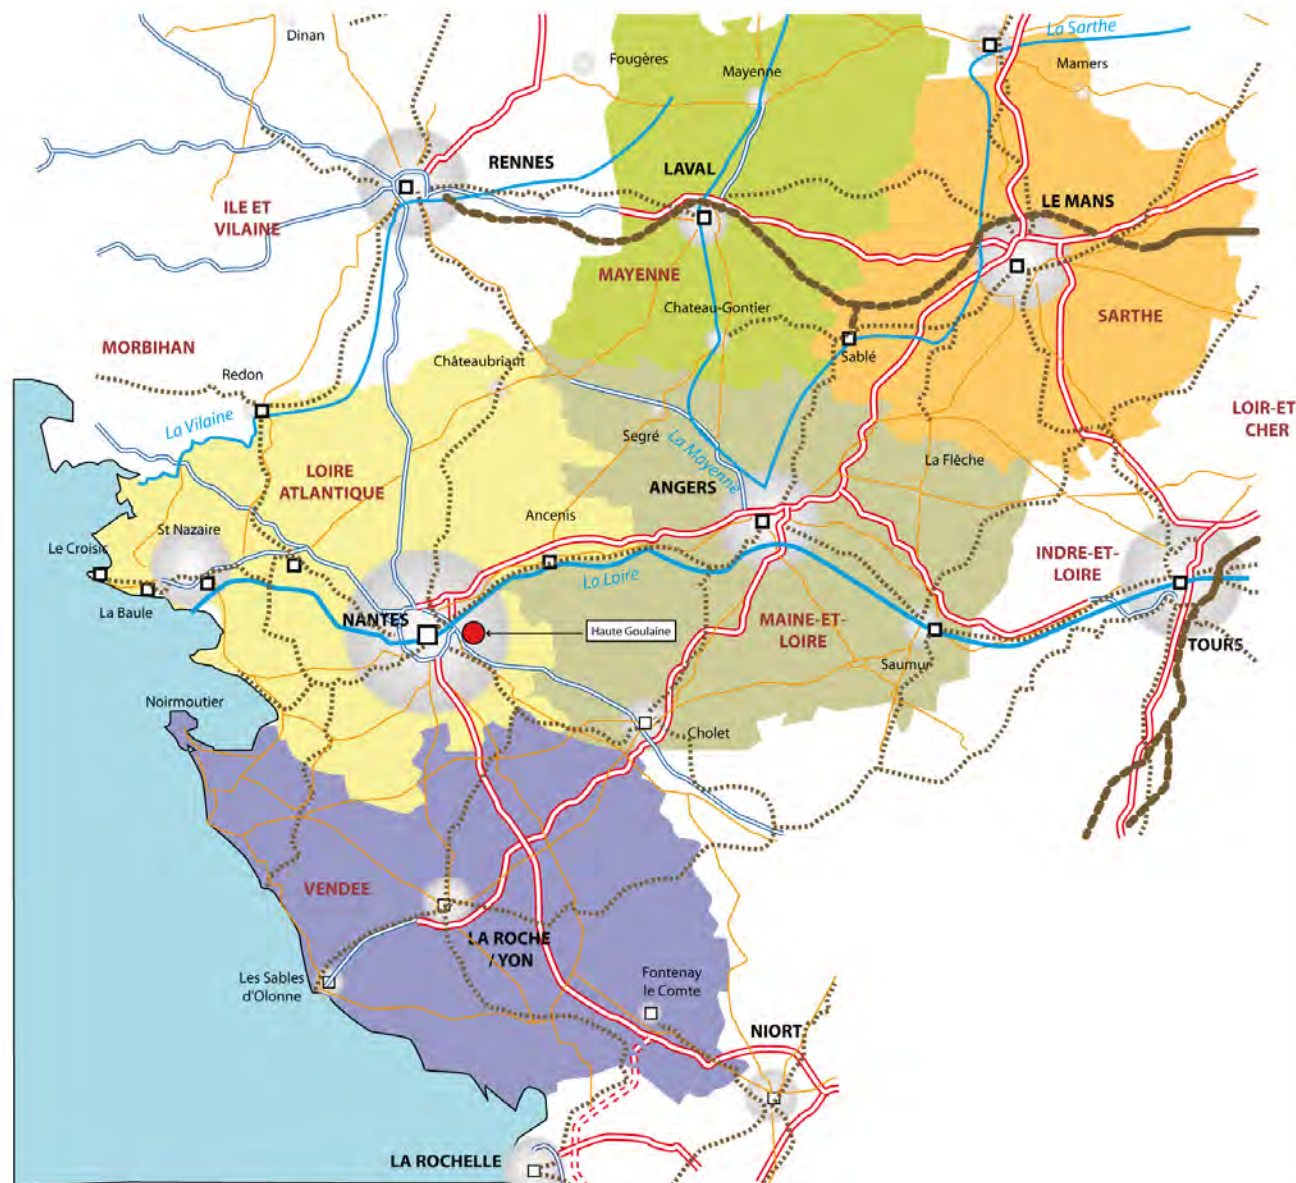 La Sarthe
Dinan
Fougères
Mayenne
Mamers
RENNES
LAVAL
LE MANS
ILE ET
VILAINE
MAYENNE
Chateau-Gontier
SARTHE
MORBIHAN
Châteaubriant
Sablé
Redon
La Vilaine
LOIR-ET
CHER
Segré
La Mayenne
La Flèche
LOIRE
ATLANTIQUE
ANGERS
Ancenis
St Nazaire
Le Croisic
INDRE-ET-
LOIRE
La Loire
La Baule
NANTES
Haute Goulaine
MAINE-ET-
LOIRE
TOURS
Saumur
Noirmoutier
Cholet
VENDEE
LA ROCHE
/YON
Les Sables
d'Olonne
Fontenay
le Comte
NIORT
LA ROCHELLE